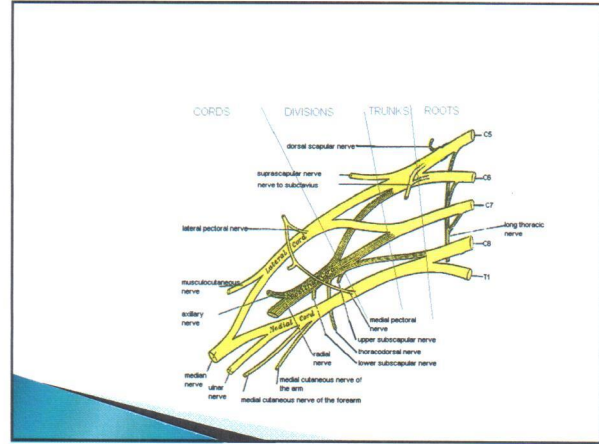 CORDS DIVISIONS TRUNKS ROOTS
dorsal scapular nerve
C5
suprascapular nerve
C6
nerve to subclavius
C7
lateral pectoral nerve
long thoracic
nerve
C8
Lateral Cord
T1
musculocutaneous
nerve
axillary
nerve
Medial Cord
medial pectoral
nerve
upper subscapular nerve
radial
nerve
thoracodorsal nerve
lower subscapular nerve
median
nerve
ulnar
nerve
medial cutaneous nerve of
the arm
medial cutaneous nerve of the forearm